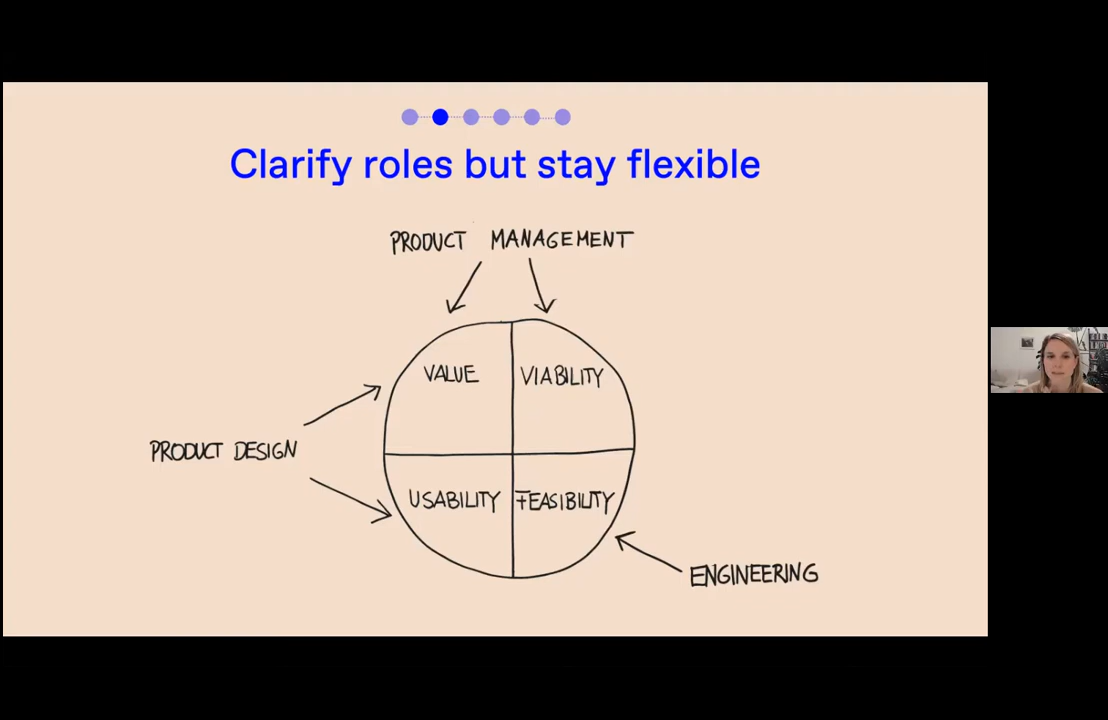 Clarify roles but stay flexible
PRODUCT MANAGEMENT
VALUE
VIABILITY
PRODUCT DESIGN
USABILITY
FEASIBILITY
ENGINEERING